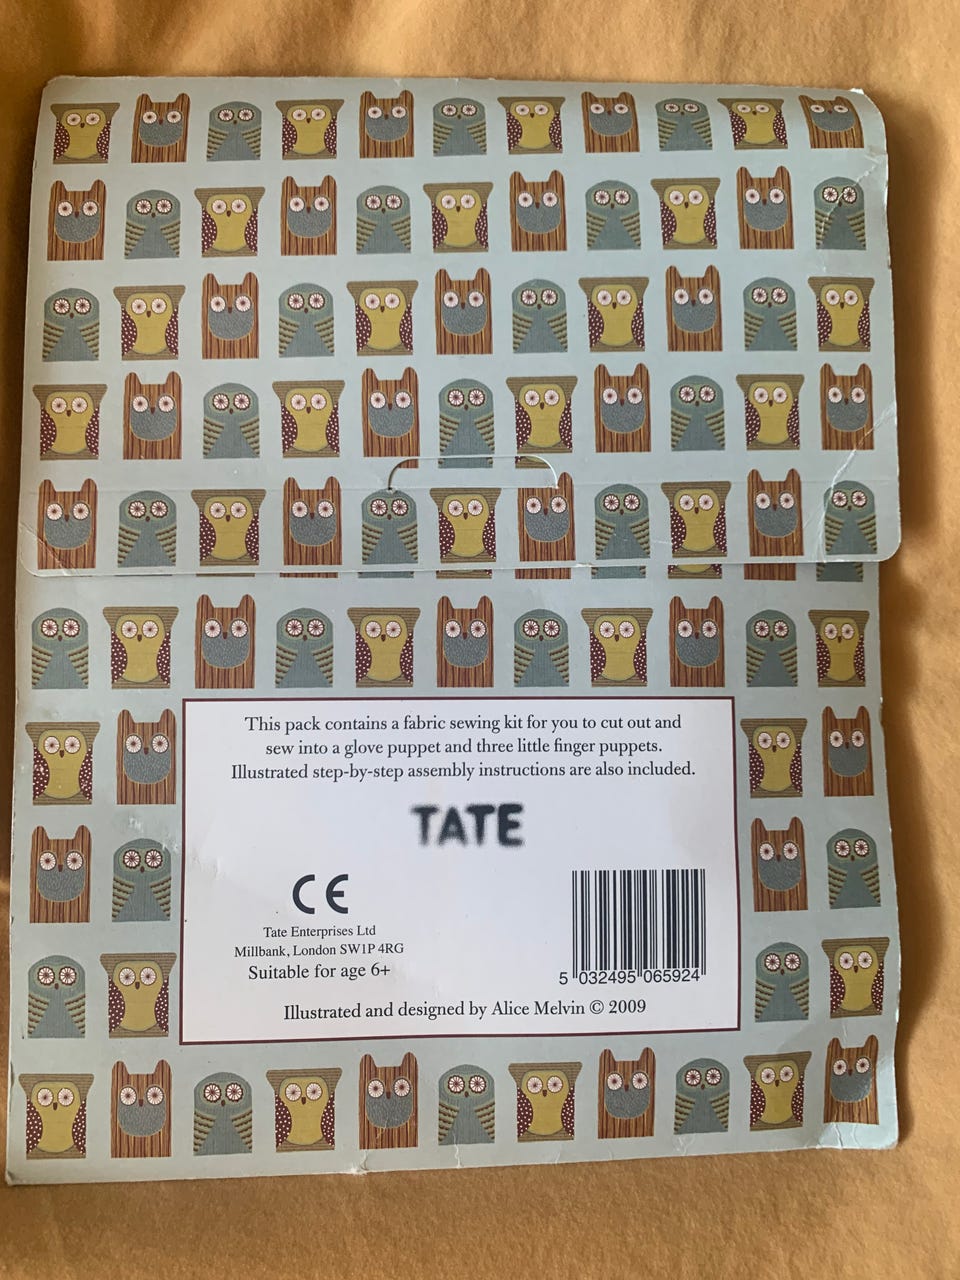 This pack contains a fabric sewing kit for you to cut out and
sew into a glove puppet and three little finger puppets.
Illustrated step-by-step assembly instructions are also included.
TATE
CE
Tate Enterprises Ltd
Millbank, London SW1P 4RG
Suitable for age 6+
5 032495 065924
Illustrated and designed by Alice Melvin © 2009